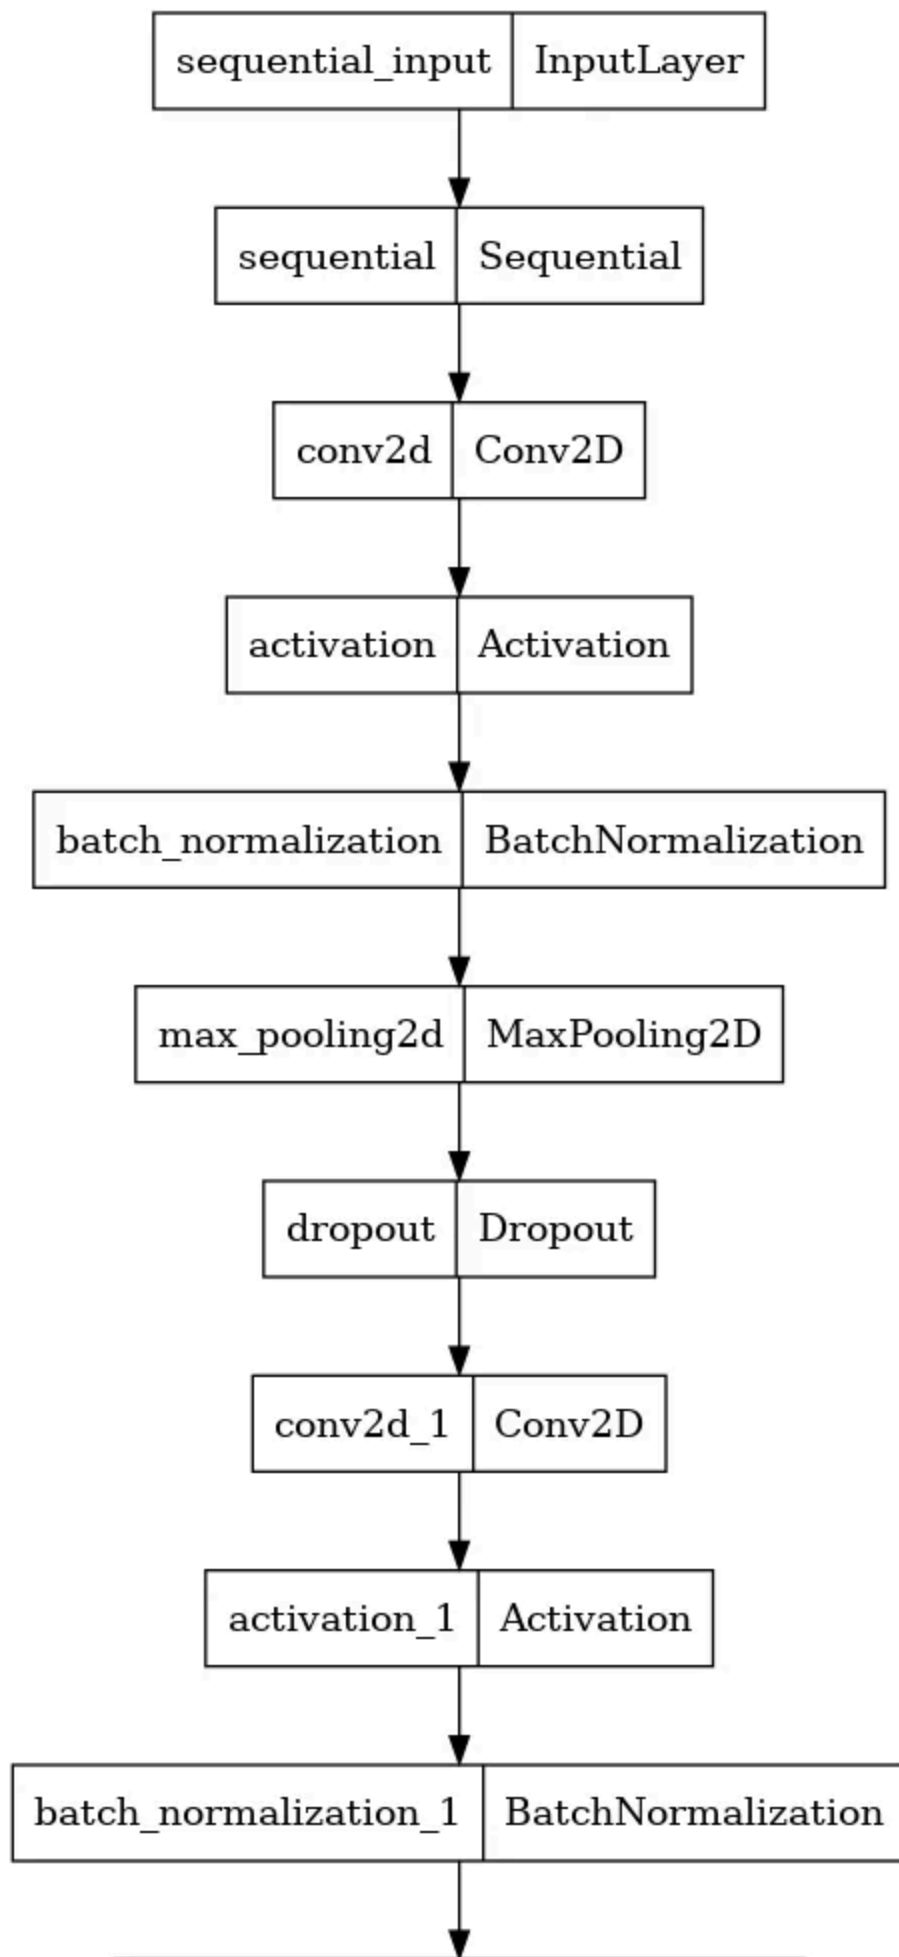 sequential_input InputLayer
sequential Sequential
conv2d Conv2D
activation Activation
batch_normalization BatchNormalization
max_pooling2d MaxPooling2D
dropout Dropout
conv2d_1 Conv2D
activation_1 Activation
batch_normalization_1 BatchNormalization